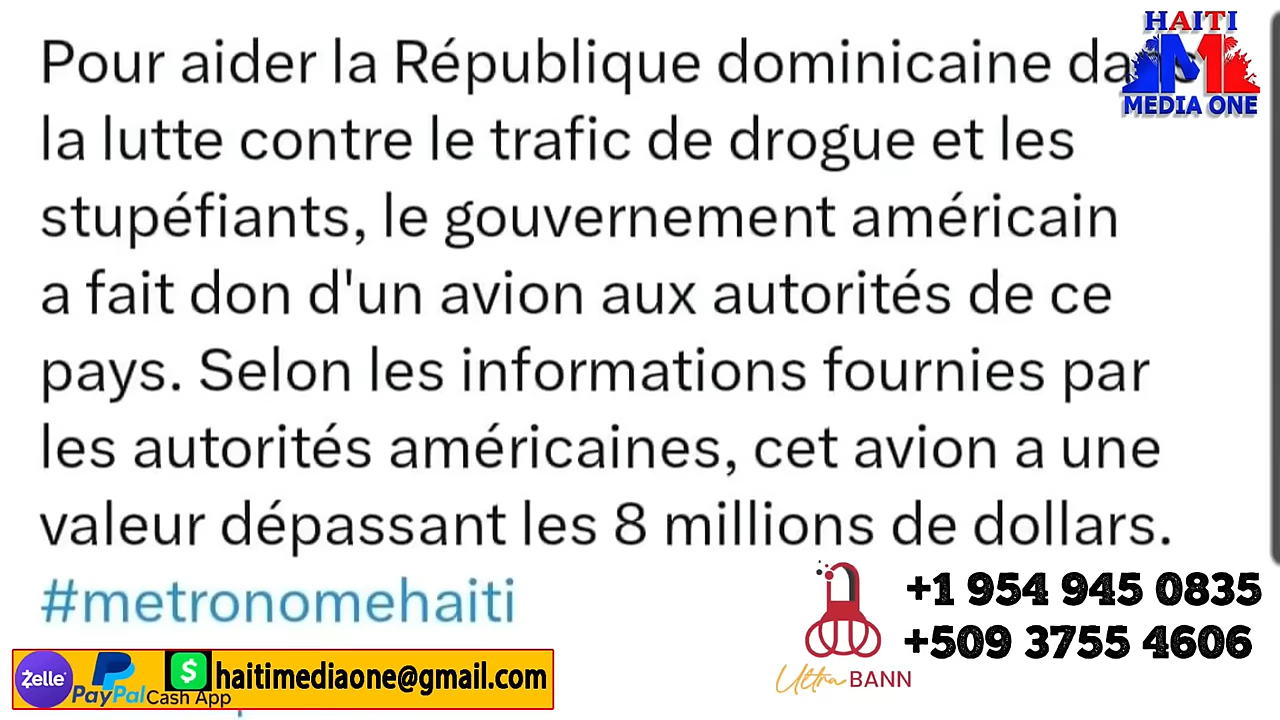 Pour aider la République dominicaine
la lutte contre le trafic de drogue et les
stupéfiants, le gouvernement américain
a fait don d'un avion aux autorités de ce
pays. Selon les informations fournies par
les autorités américaines, cet avion a une
valeur dépassant les 8 millions de dollars.
#metronomehaiti
HAITI
M
MEDIA ONE
+1 954 945 0835
+509 3755 4606
Ultra BANN
Zelle
PayPal
$
Cash App
haitimediaone@gmail.com